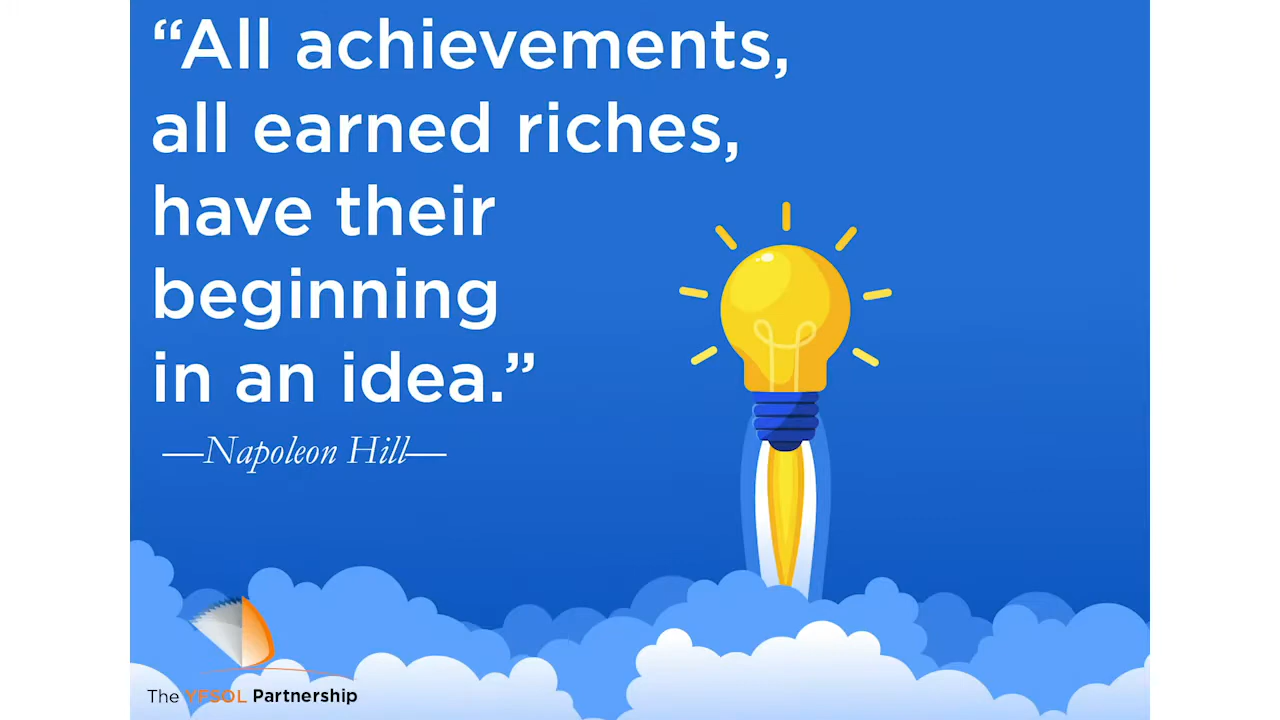 “All achievements,
all earned riches,
have their
beginning
in an idea.”
—Napoleon Hill—
The YFSOL Partnership